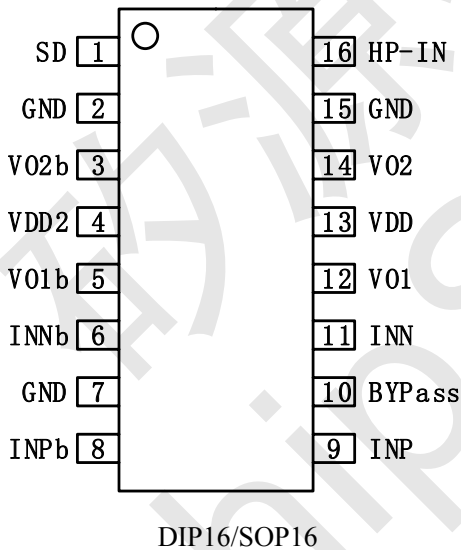 SD 1 16 HP-IN
GND 2 15 GND
VO2b 3 14 VO2
VDD2 4 13 VDD
VO1b 5 12 VO1
INNb 6 11 INN
GND 7 10 BYPass
INPb 8 9 INP
DIP16/SOP16